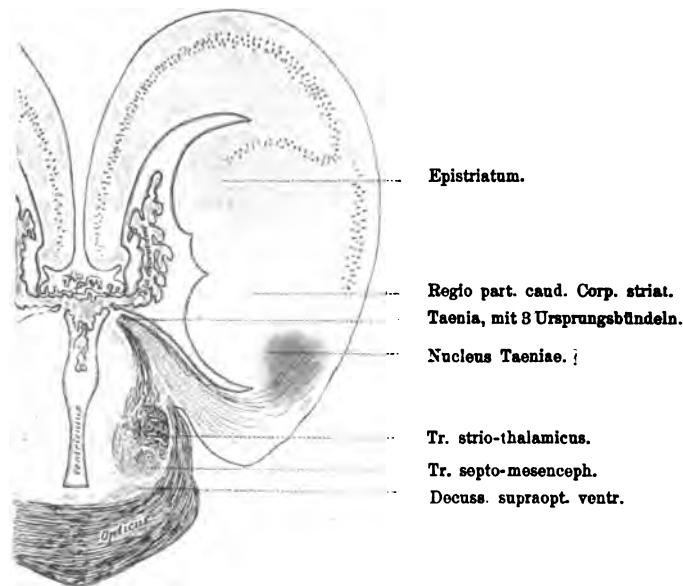 Epistriatum.
Regio part. caud. Corp. striat.
Taenia, mit 3 Ursprungsbündeln.
Nucleus Taeniae.
Tr. strio-thalamicus.
Tr. septo-mesenceph.
Decuss. supraopt. ventr.
Ventriculus
Opticus